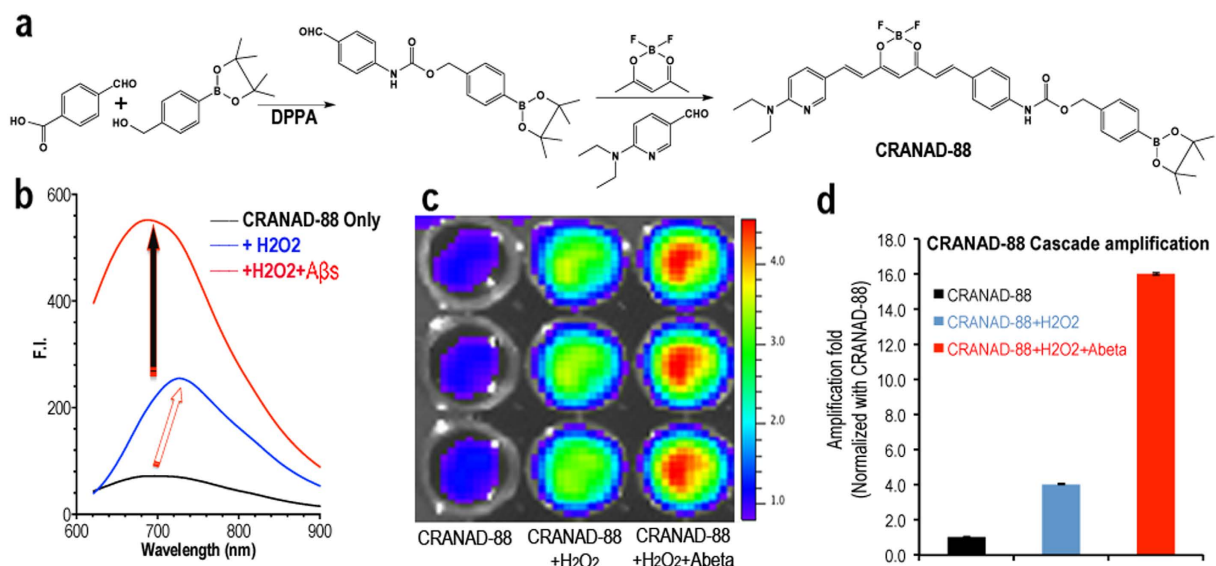 a
CHO
HO
O
+
HO
B
O
O
DPPA
CHO
O
N
H
O
B
O
O
F
F
B
O
O
N
N
CHO
F
F
B
O
O
N
N
N
H
O
O
B
O
O
CRANAD-88
b
600
400
200
0
F.I.
CRANAD-88 Only
+ H2O2
+H2O2+Aβs
600
700
800
900
Wavelength (nm)
c
4.0
3.0
2.0
1.0
CRANAD-88
CRANAD-88
+H2O2
CRANAD-88
+H2O2+Abeta
d
CRANAD-88 Cascade amplification
18.0
16.0
14.0
12.0
10.0
8.0
6.0
4.0
2.0
0.0
Amplification fold
(Normalized with CRANAD-88)
CRANAD-88
CRANAD-88+H2O2
CRANAD-88+H2O2+Abeta